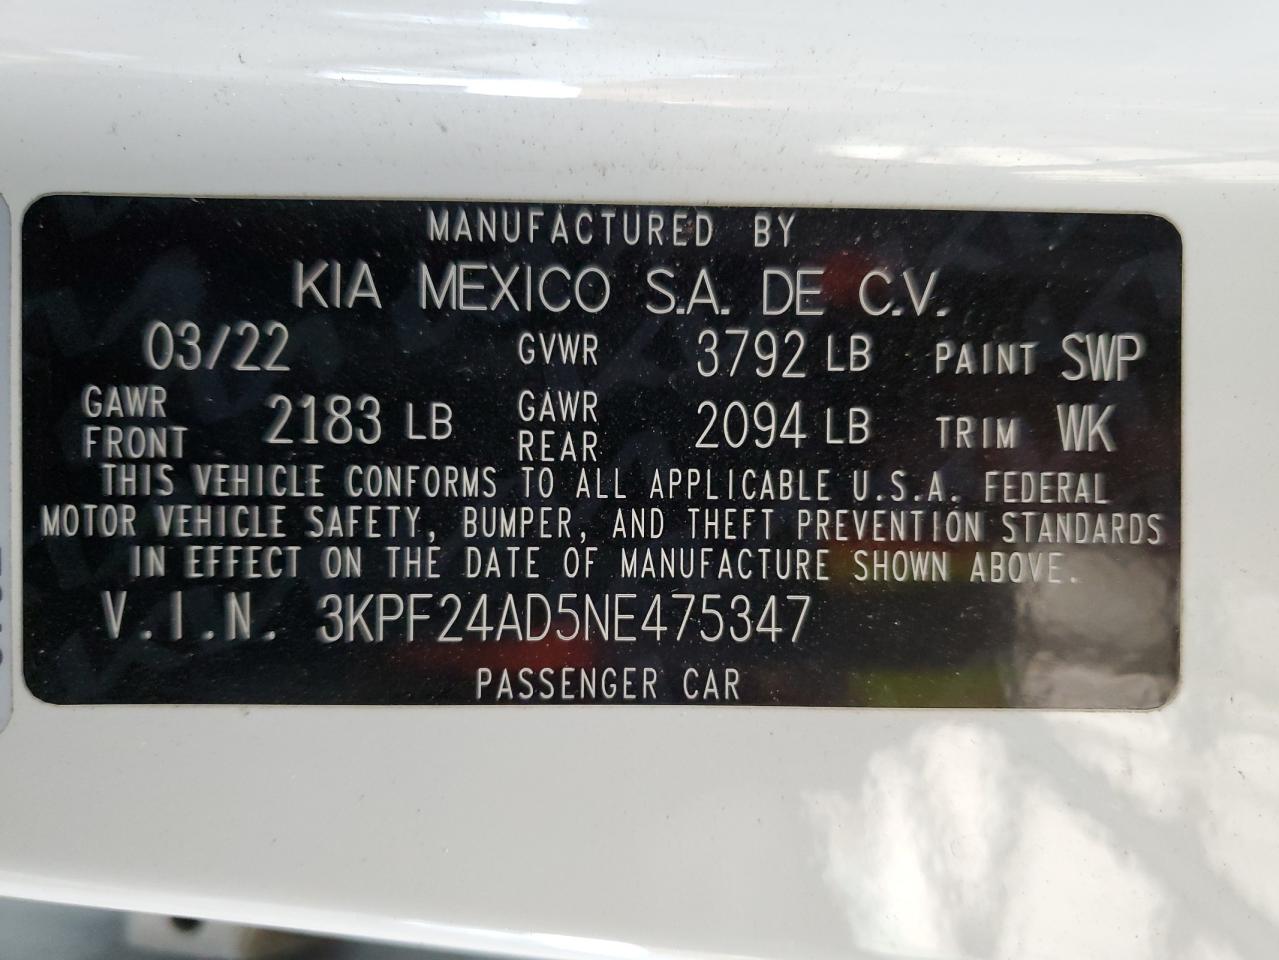 MANUFACTURED BY
KIA MEXICO S.A. DE C.V.
03/22 GVWR 3792 LB PAINT SWP
GAWR FRONT 2183 LB GAWR REAR 2094 LB TRIM WK
THIS VEHICLE CONFORMS TO ALL APPLICABLE U.S.A. FEDERAL
MOTOR VEHICLE SAFETY, BUMPER, AND THEFT PREVENTION STANDARDS
IN EFFECT ON THE DATE OF MANUFACTURE SHOWN ABOVE.
V.I.N. 3KPF24AD5NE475347
PASSENGER CAR